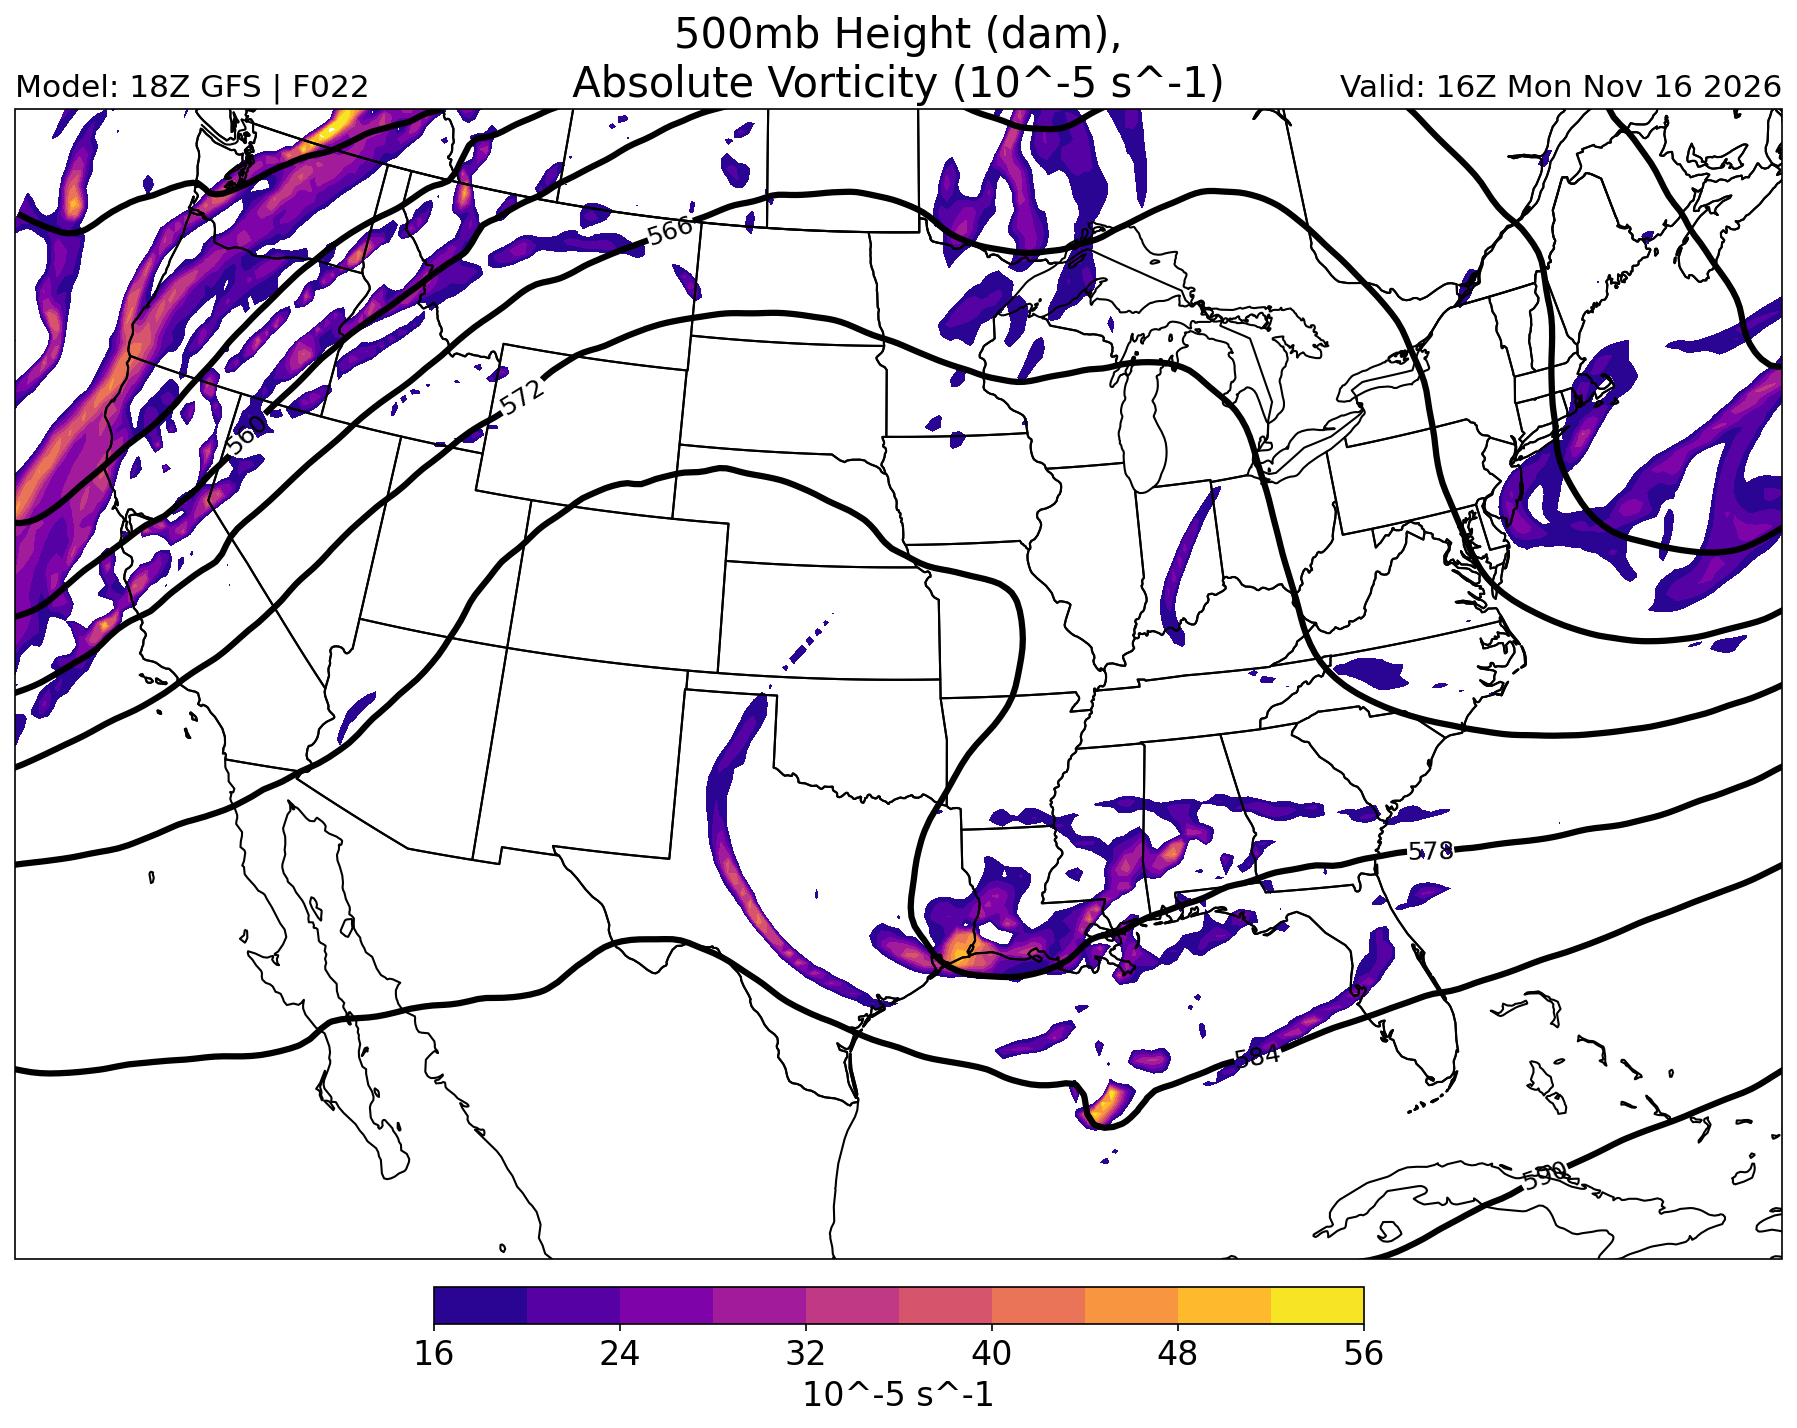 500mb Height (dam),
Absolute Vorticity (10^-5 s^-1)
Model: 18Z GFS | F022
Valid: 16Z Mon Nov 16 2026
566
572
560
578
584
590
16 24 32 40 48 56
10^-5 s^-1